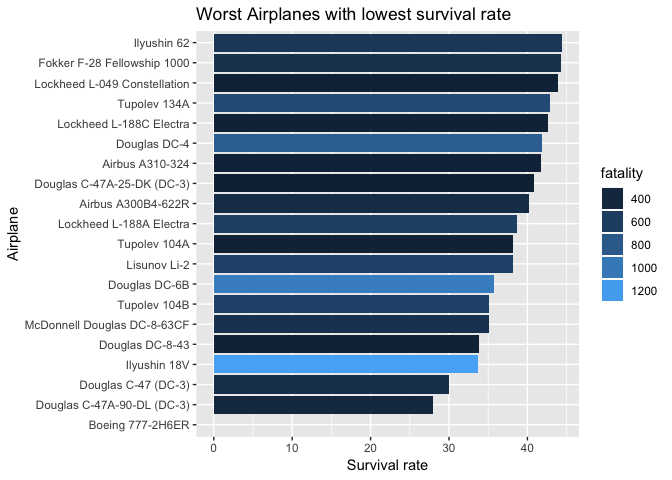 Worst Airplanes with lowest survival rate
Airplane
Ilyushin 62
Fokker F-28 Fellowship 1000
Lockheed L-049 Constellation
Tupolev 134A
Lockheed L-188C Electra
Douglas DC-4
Airbus A310-324
Douglas C-47A-25-DK (DC-3)
Airbus A300B4-622R
Lockheed L-188A Electra
Tupolev 104A
Lisunov Li-2
Douglas DC-6B
Tupolev 104B
McDonnell Douglas DC-8-63CF
Douglas DC-8-43
Ilyushin 18V
Douglas C-47 (DC-3)
Douglas C-47A-90-DL (DC-3)
Boeing 777-2H6ER
0 10 20 30 40
Survival rate
fatality
400
600
800
1000
1200